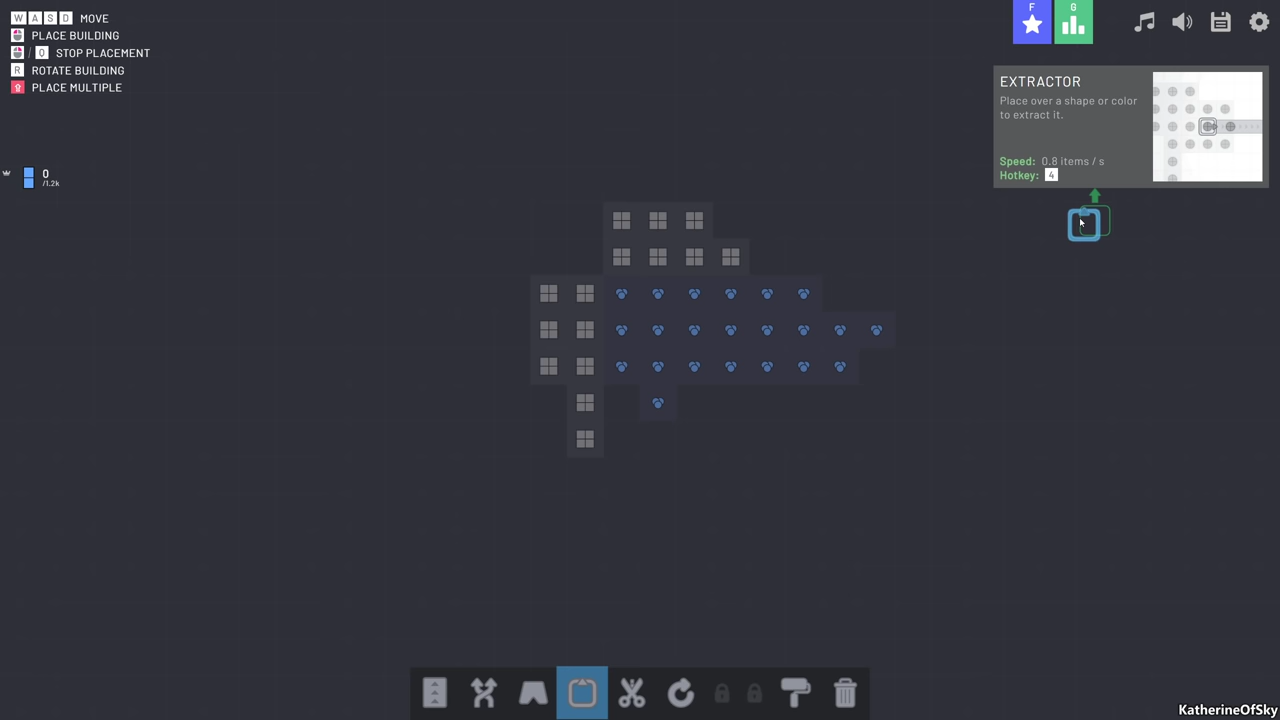 W A S D MOVE
PLACE BUILDING
/ Q STOP PLACEMENT
R ROTATE BUILDING
⇧ PLACE MULTIPLE
F
G
EXTRACTOR
Place over a shape or color
to extract it.
Speed: 0.8 items / s
Hotkey: 4
0
/1.2k
KatherineOfSky